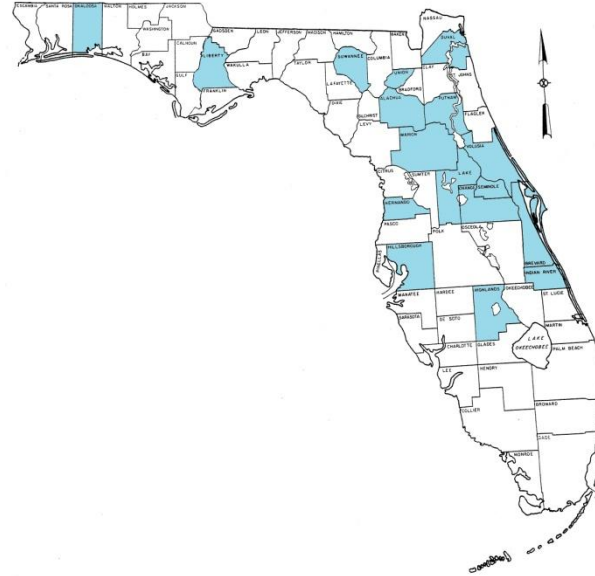 ESCAMBIA
SANTA ROSA
OKALOOSA
WALTON
HOLMES
JACKSON
WASHINGTON
BAY
CALHOUN
GULF
GADSDEN
LIBERTY
FRANKLIN
LEON
WAKULLA
JEFFERSON
MADISON
TAYLOR
HAMILTON
SUWANNEE
LAFAYETTE
DIXIE
COLUMBIA
GILCHRIST
LEVY
BAKER
NASSAU
DUVAL
UNION
BRADFORD
CLAY
JOHNS
ALACHUA
PUTNAM
FLAGLER
MARION
VOLUSIA
CITRUS
SUMTER
LAKE
ORANGE
SEMINOLE
HERNANDO
PASCO
POLK
OSCEOLA
BREVARD
INDIAN RIVER
HILLSBOROUGH
PINELLAS
MANATEE
HARDEE
HIGHLANDS
OKEECHOBEE
ST LUCIE
SARASOTA
DE SOTO
MARTIN
CHARLOTTE
GLADES
LAKE
OKEECHOBEE
PALM BEACH
LEE
HENDRY
COLLIER
BROWARD
DADE
MONROE